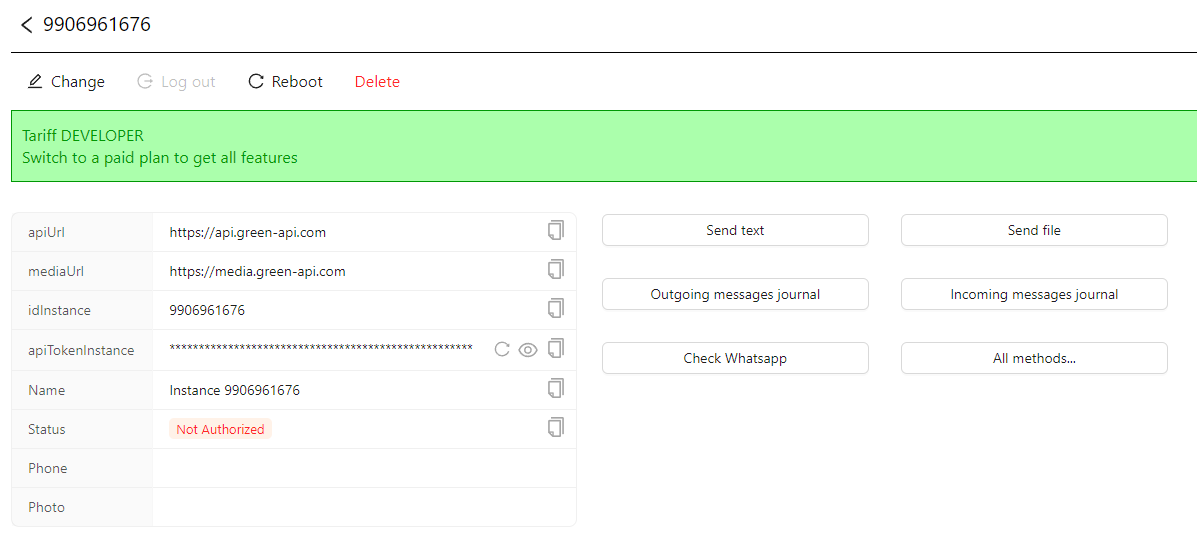 9906961676
Change Log out Reboot Delete
Tariff DEVELOPER
Switch to a paid plan to get all features
apiUrl https://api.green-api.com
mediaUrl https://media.green-api.com
idInstance 9906961676
apiTokenInstance **************************************************
Name Instance 9906961676
Status Not Authorized
Phone
Photo
Send text Send file
Outgoing messages journal Incoming messages journal
Check Whatsapp All methods...